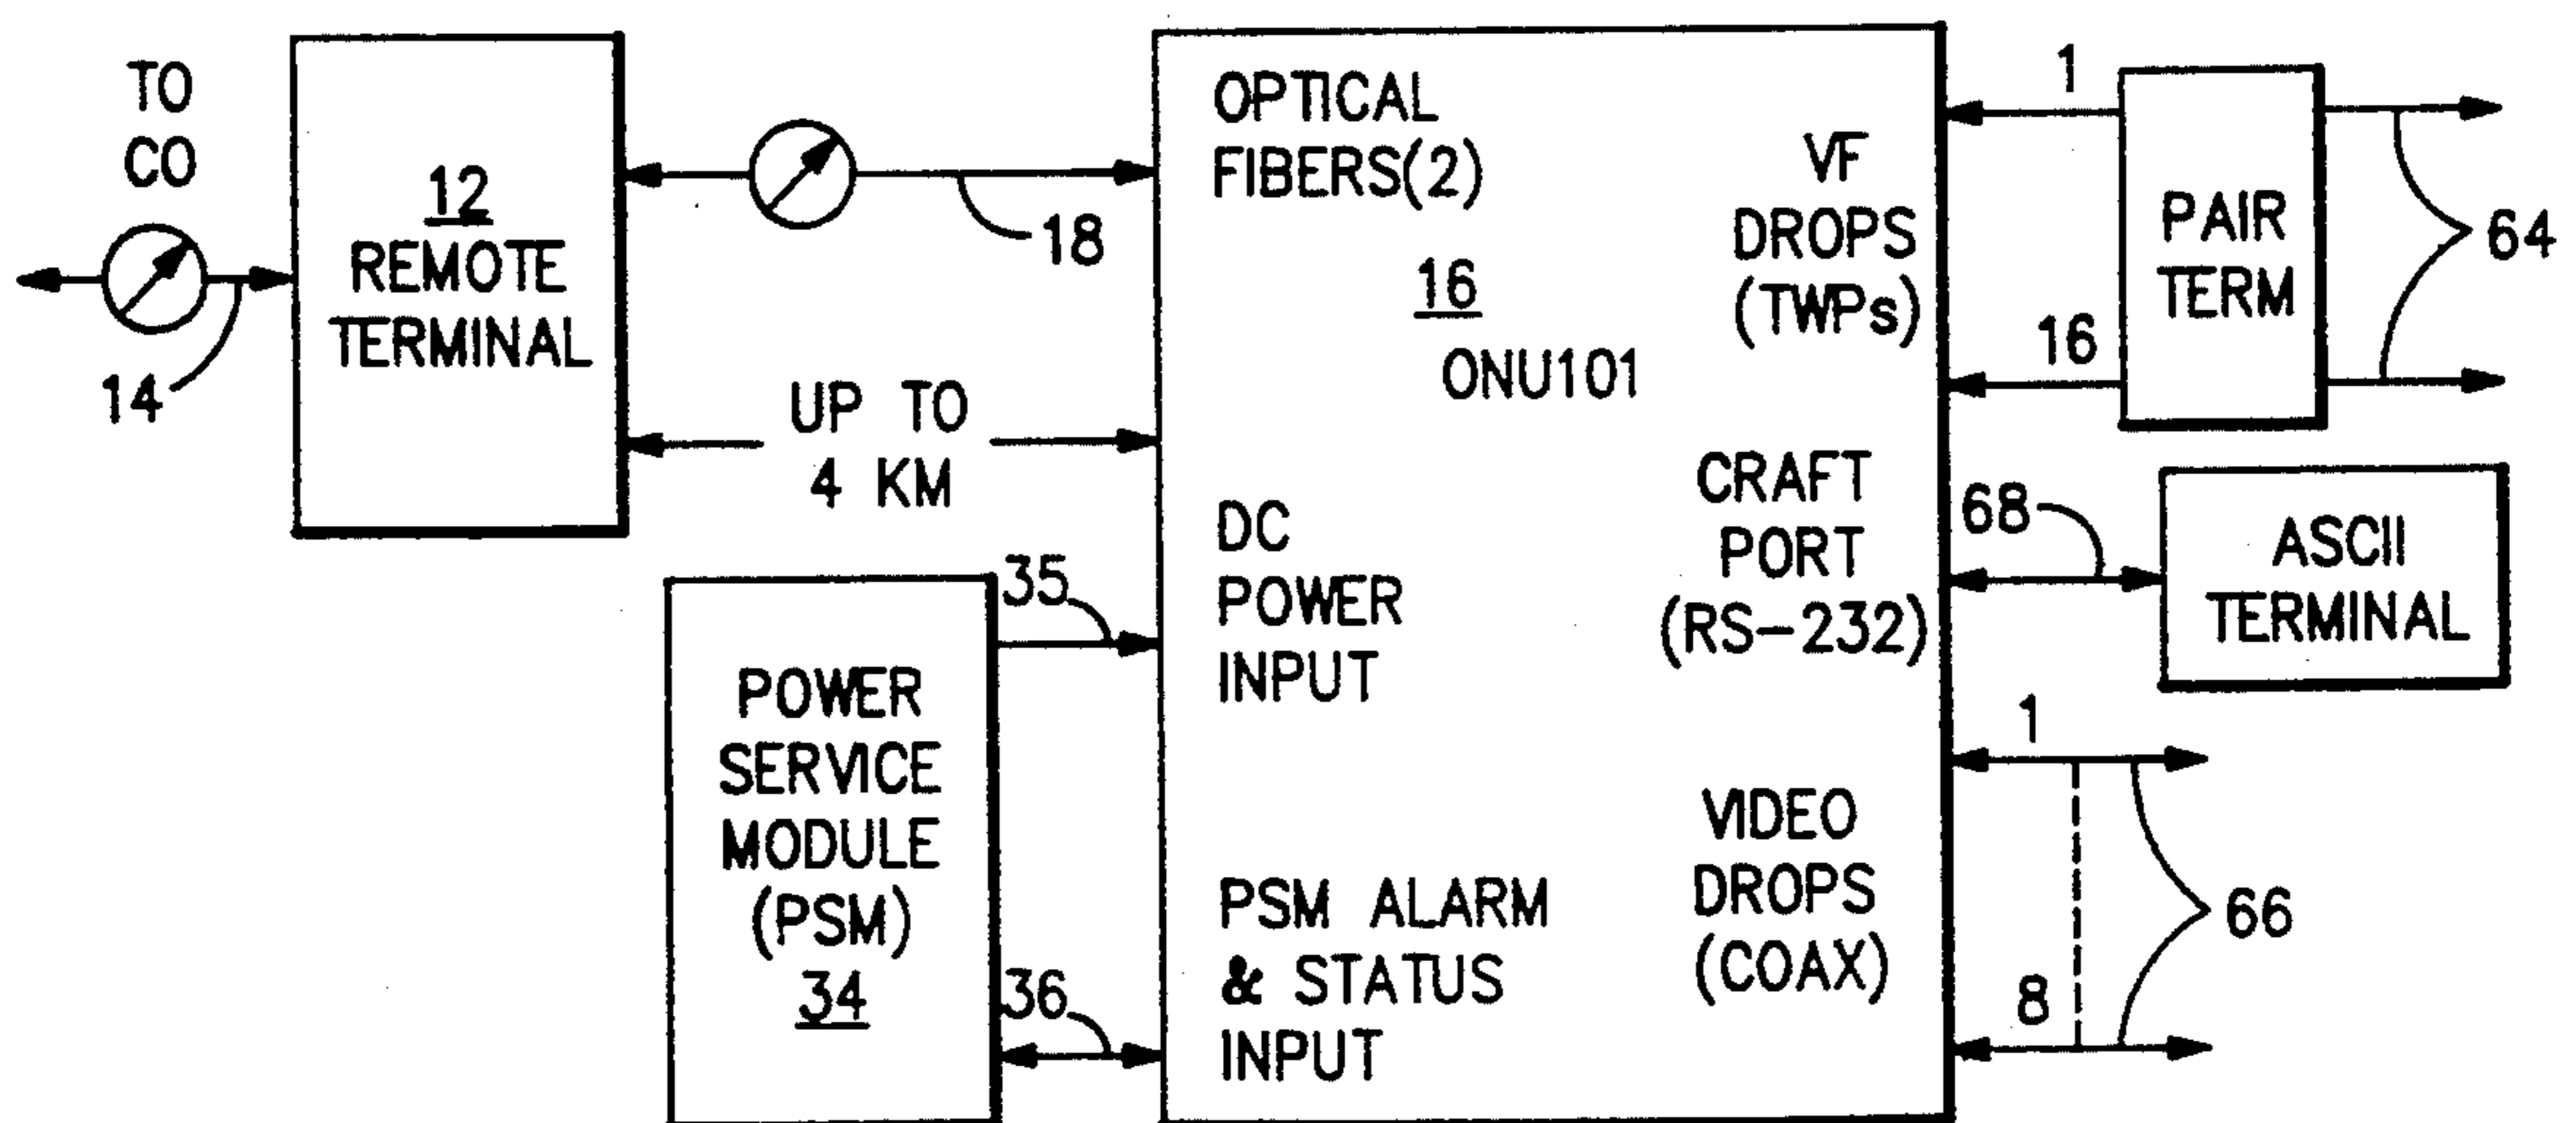 TO
CO
14
12
REMOTE
TERMINAL
18
UP TO
4 KM
OPTICAL
FIBERS(2)
16
ONU101
DC
POWER
INPUT
PSM ALARM
& STATUS
INPUT
35
36
POWER
SERVICE
MODULE
(PSM)
34
VF
DROPS
(TWPs)
CRAFT
PORT
(RS-232)
VIDEO
DROPS
(COAX)
1
16
PAIR
TERM
64
68
ASCII
TERMINAL
1
8
66